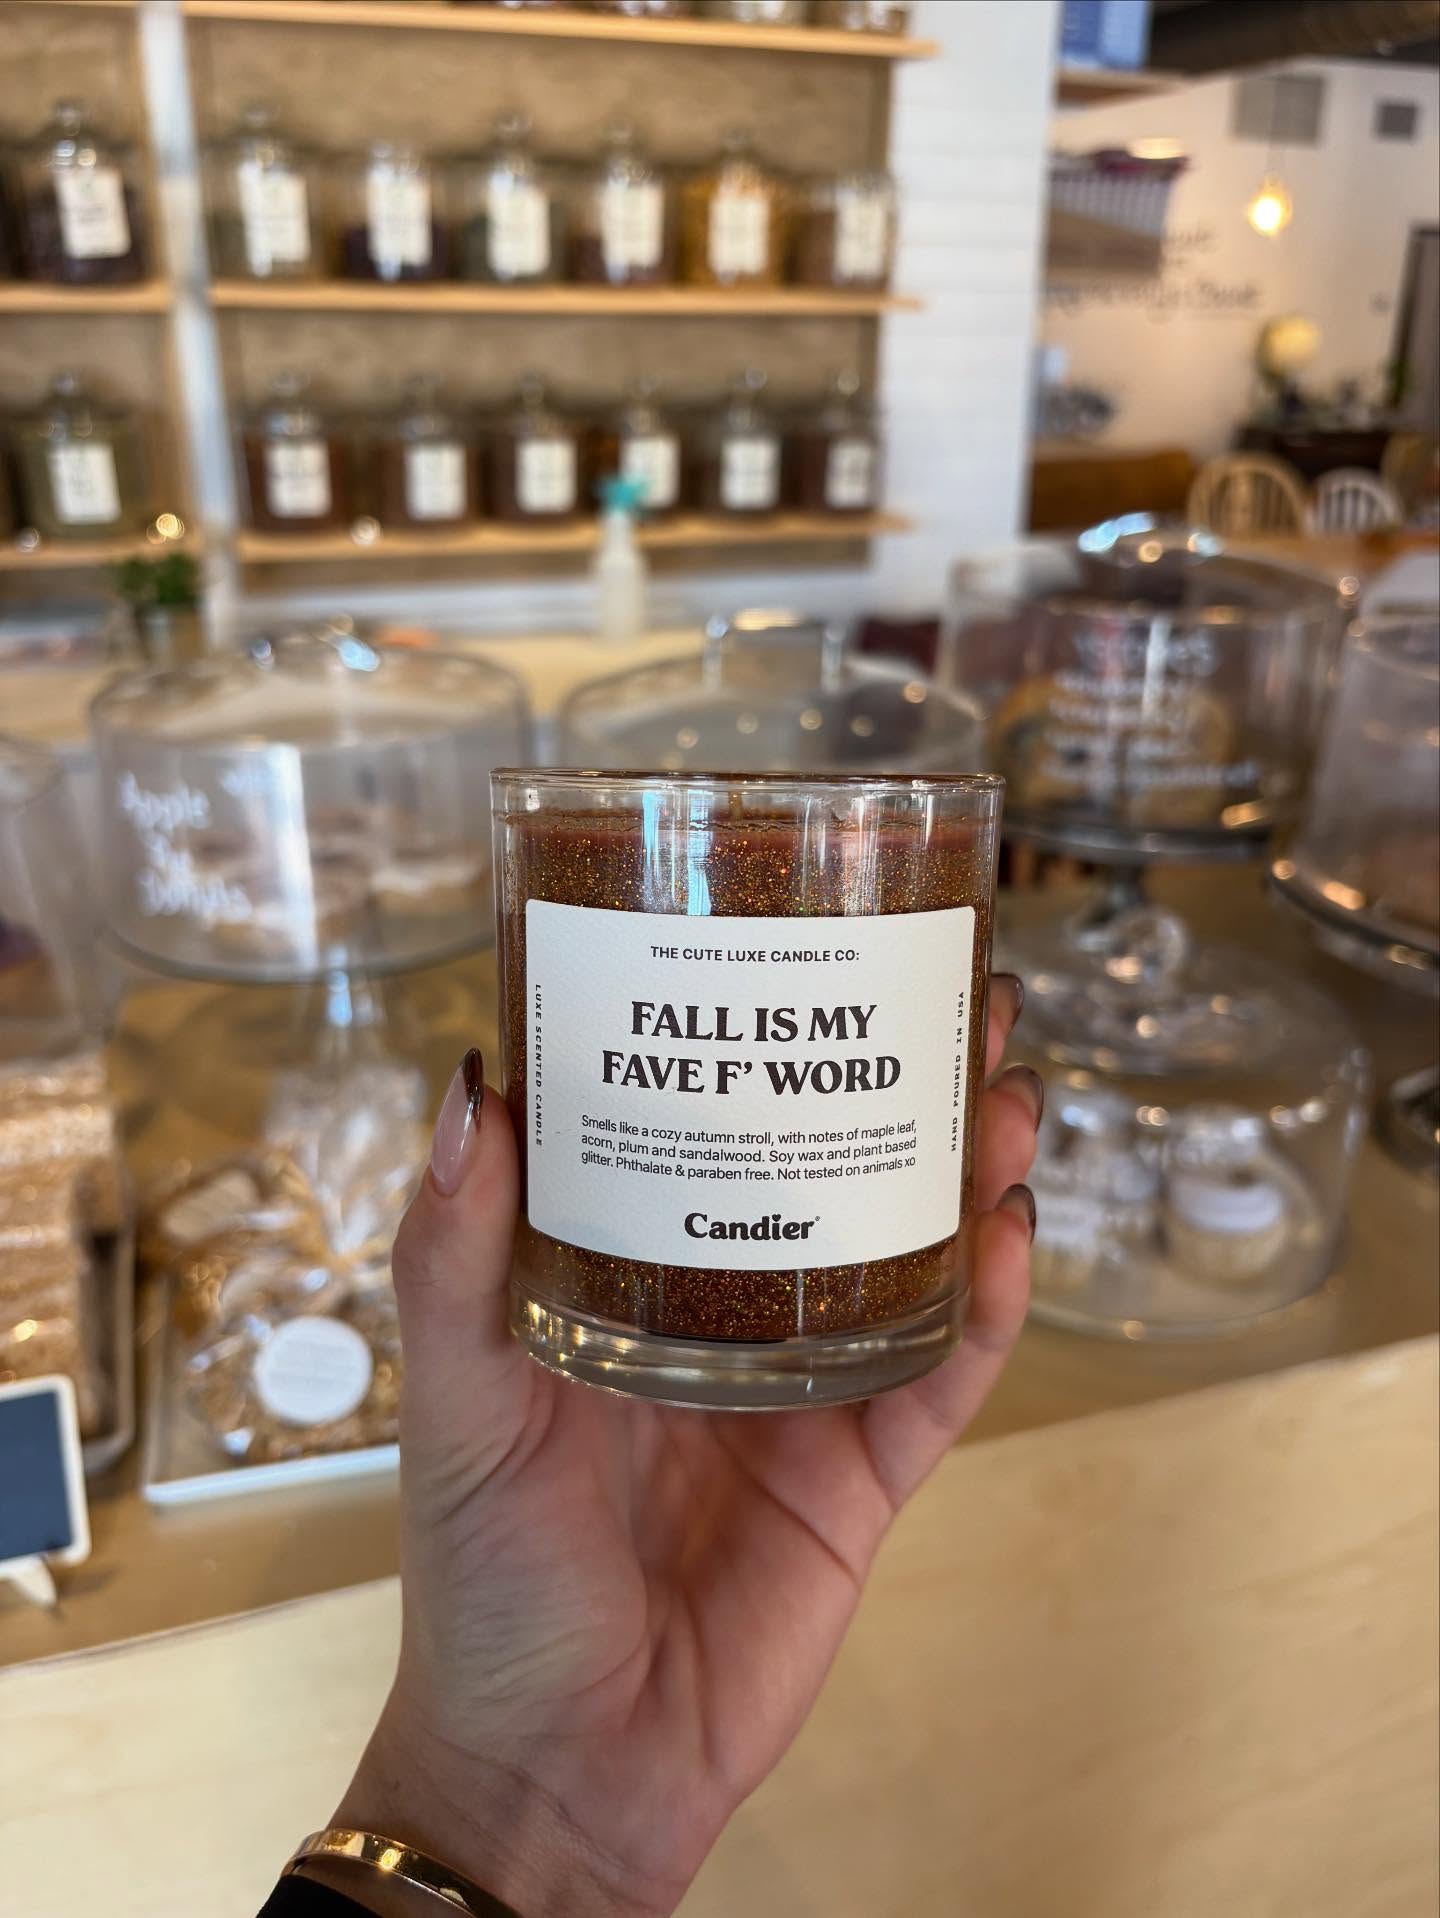 THE CUTE LUXE CANDLE CO:
FALL IS MY
FAVE F' WORD
Smells like a cozy autumn stroll, with notes of maple leaf,
acorn, plum and sandalwood. Soy wax and plant based
glitter. Phthalate & paraben free. Not tested on animals xo
Candier®
LUXE SCENTED CANDLE
HAND POURED IN USA
Apple